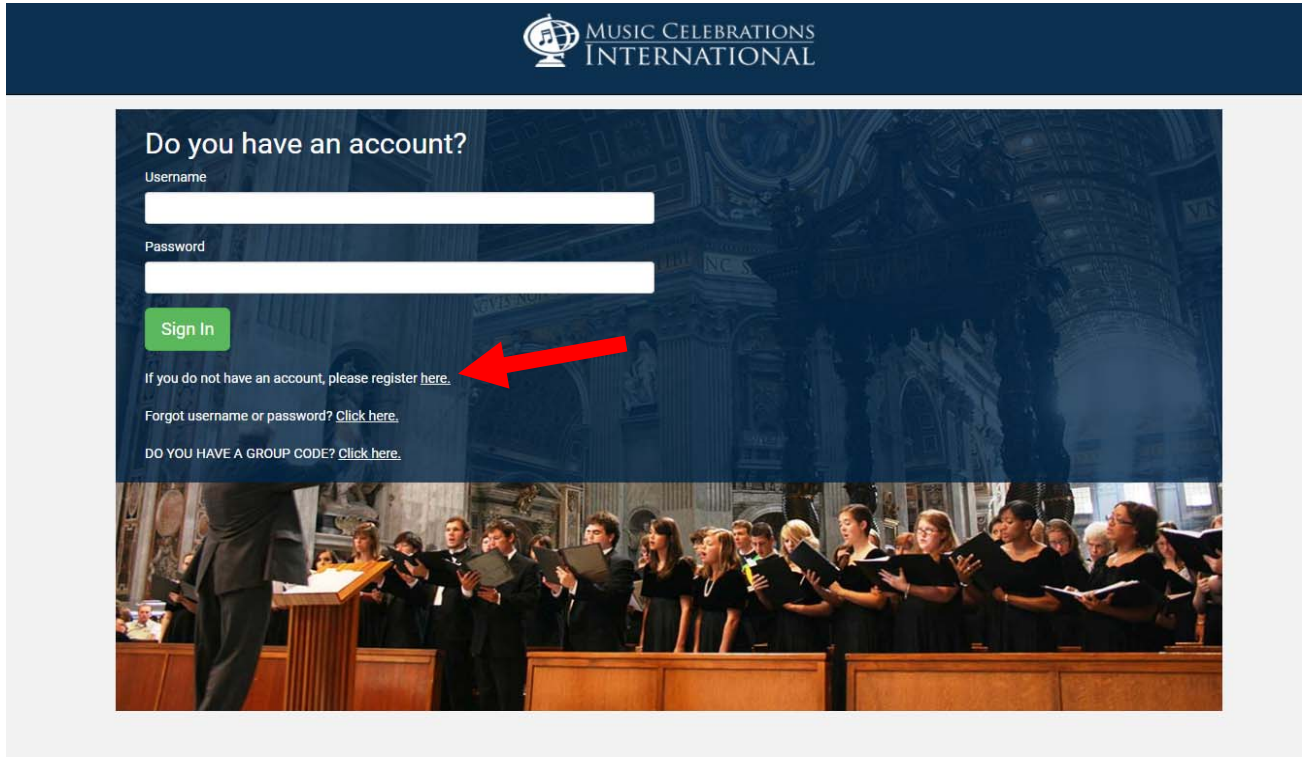 MUSIC CELEBRATIONS
INTERNATIONAL
Do you have an account?
Username
Password
Sign In
If you do not have an account, please register here.
Forgot username or password? Click here.
DO YOU HAVE A GROUP CODE? Click here.